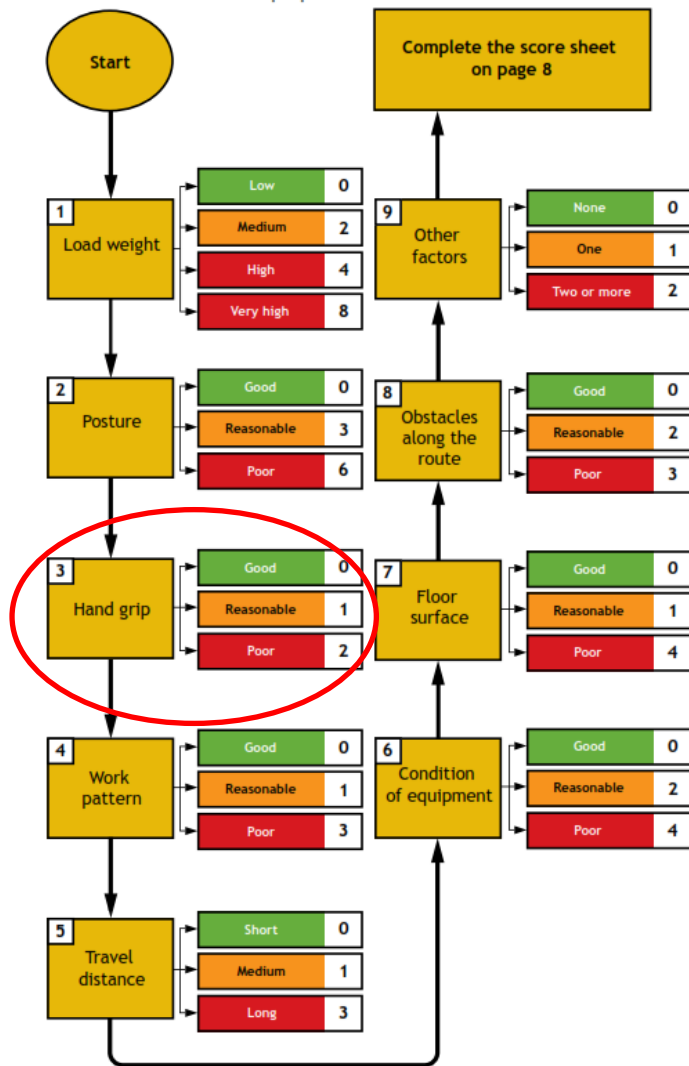 Start
1
Load weight
Low 0
Medium 2
High 4
Very high 8
2
Posture
Good 0
Reasonable 3
Poor 6
3
Hand grip
Good 0
Reasonable 1
Poor 2
4
Work
pattern
Good 0
Reasonable 1
Poor 3
5
Travel
distance
Short 0
Medium 1
Long 3
6
Condition
of equipment
Good 0
Reasonable 2
Poor 4
7
Floor
surface
Good 0
Reasonable 1
Poor 4
8
Obstacles
along the
route
Good 0
Reasonable 2
Poor 3
9
Other
factors
None 0
One 1
Two or more 2
Complete the score sheet
on page 8